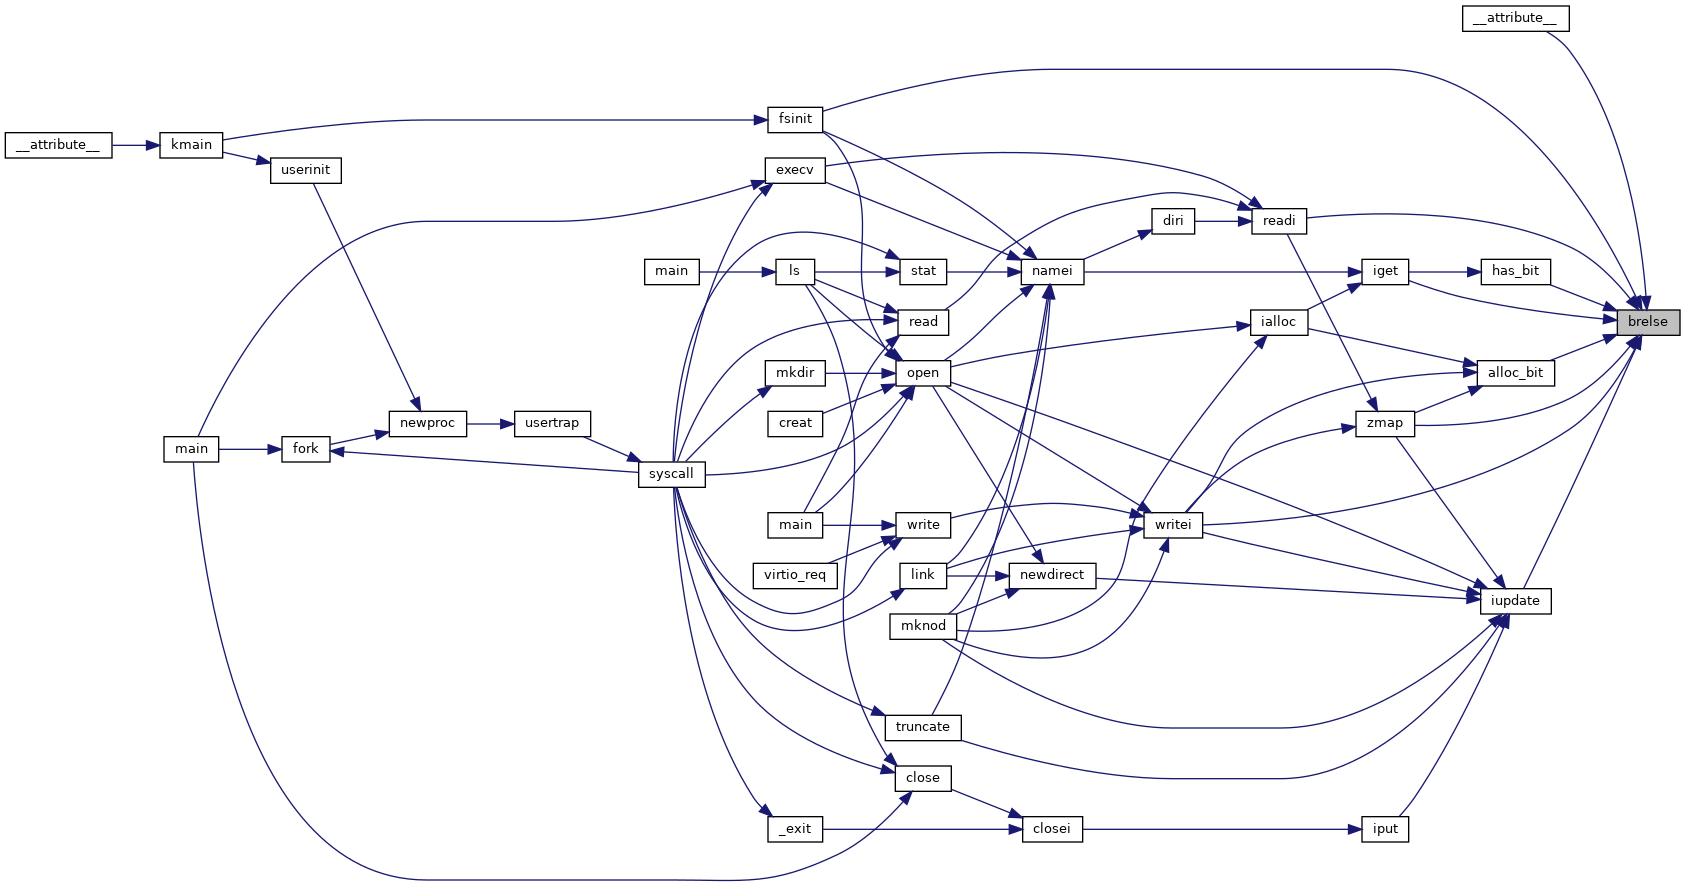 __attribute__
fsinit
__attribute__
kmain
userinit
execv
readi
diri
main
ls
stat
namei
iget
has_bit
read
ialloc
brelse
mkdir
open
alloc_bit
creat
newproc
usertrap
zmap
main
fork
syscall
main
write
writei
virtio_req
link
newdirect
iupdate
mknod
truncate
close
_exit
closei
iput